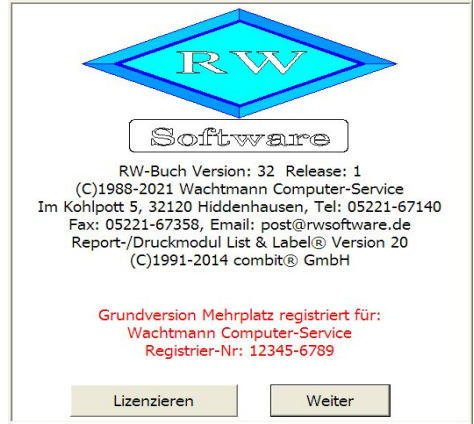 RW
Software
RW-Buch Version: 32 Release: 1
(C)1988-2021 Wachtmann Computer-Service
Im Kohlpott 5, 32120 Hiddenhausen, Tel: 05221-67140
Fax: 05221-67358, Email: post@rwsoftware.de
Report-/Druckmodul List & Label® Version 20
(C)1991-2014 combit® GmbH
Grundversion Mehrplatz registriert für:
Wachtmann Computer-Service
Registrier-Nr: 12345-6789
Lizenzieren Weiter